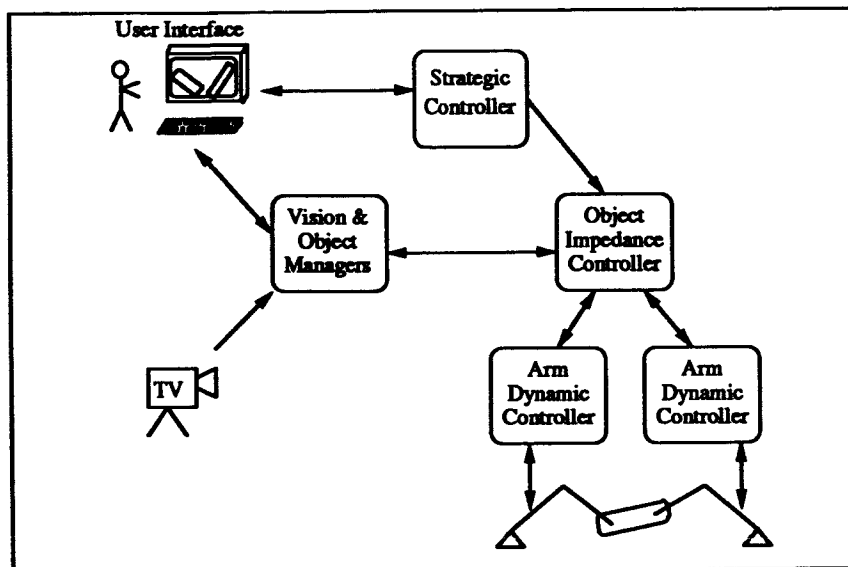 User Interface
Strategic
Controller
Vision &
Object
Managers
Object
Impedance
Controller
TV
Arm
Dynamic
Controller
Arm
Dynamic
Controller